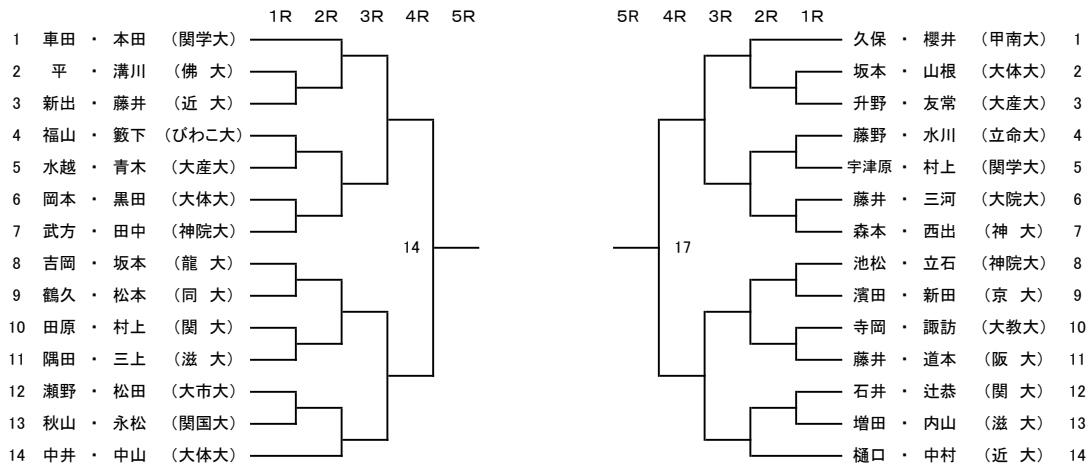 1R 2R 3R 4R 5R
1 車田 ・ 本田 (関学大)
2 平 ・ 溝川 (佛 大)
3 新出 ・ 藤井 (近 大)
4 福山 ・ 籔下 (びわこ大)
5 水越 ・ 青木 (大産大)
6 岡本 ・ 黒田 (大体大)
7 武方 ・ 田中 (神院大)
14
8 吉岡 ・ 坂本 (龍 大)
9 鶴久 ・ 松本 (同 大)
10 田原 ・ 村上 (関 大)
11 隅田 ・ 三上 (滋 大)
12 瀬野 ・ 松田 (大市大)
13 秋山 ・ 永松 (関国大)
14 中井 ・ 中山 (大体大)
5R 4R 3R 2R 1R
久保 ・ 櫻井 (甲南大) 1
坂本 ・ 山根 (大体大) 2
升野 ・ 友常 (大産大) 3
藤野 ・ 水川 (立命大) 4
宇津原 ・ 村上 (関学大) 5
藤井 ・ 三河 (大院大) 6
森本 ・ 西出 (神 大) 7
17
池松 ・ 立石 (神院大) 8
濱田 ・ 新田 (京 大) 9
寺岡 ・ 諏訪 (大教大) 10
藤井 ・ 道本 (阪 大) 11
石井 ・ 辻恭 (関 大) 12
増田 ・ 内山 (滋 大) 13
樋口 ・ 中村 (近 大) 14